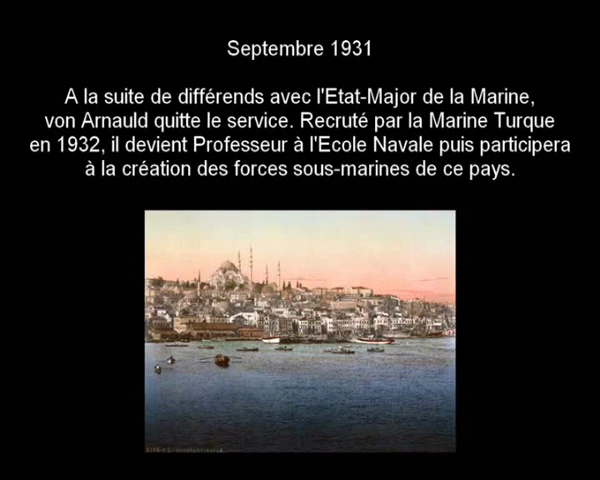 Septembre 1931
A la suite de différends avec l'Etat-Major de la Marine,
von Arnauld quitte le service. Recruté par la Marine Turque
en 1932, il devient Professeur à l'Ecole Navale puis participera
à la création des forces sous-marines de ce pays.